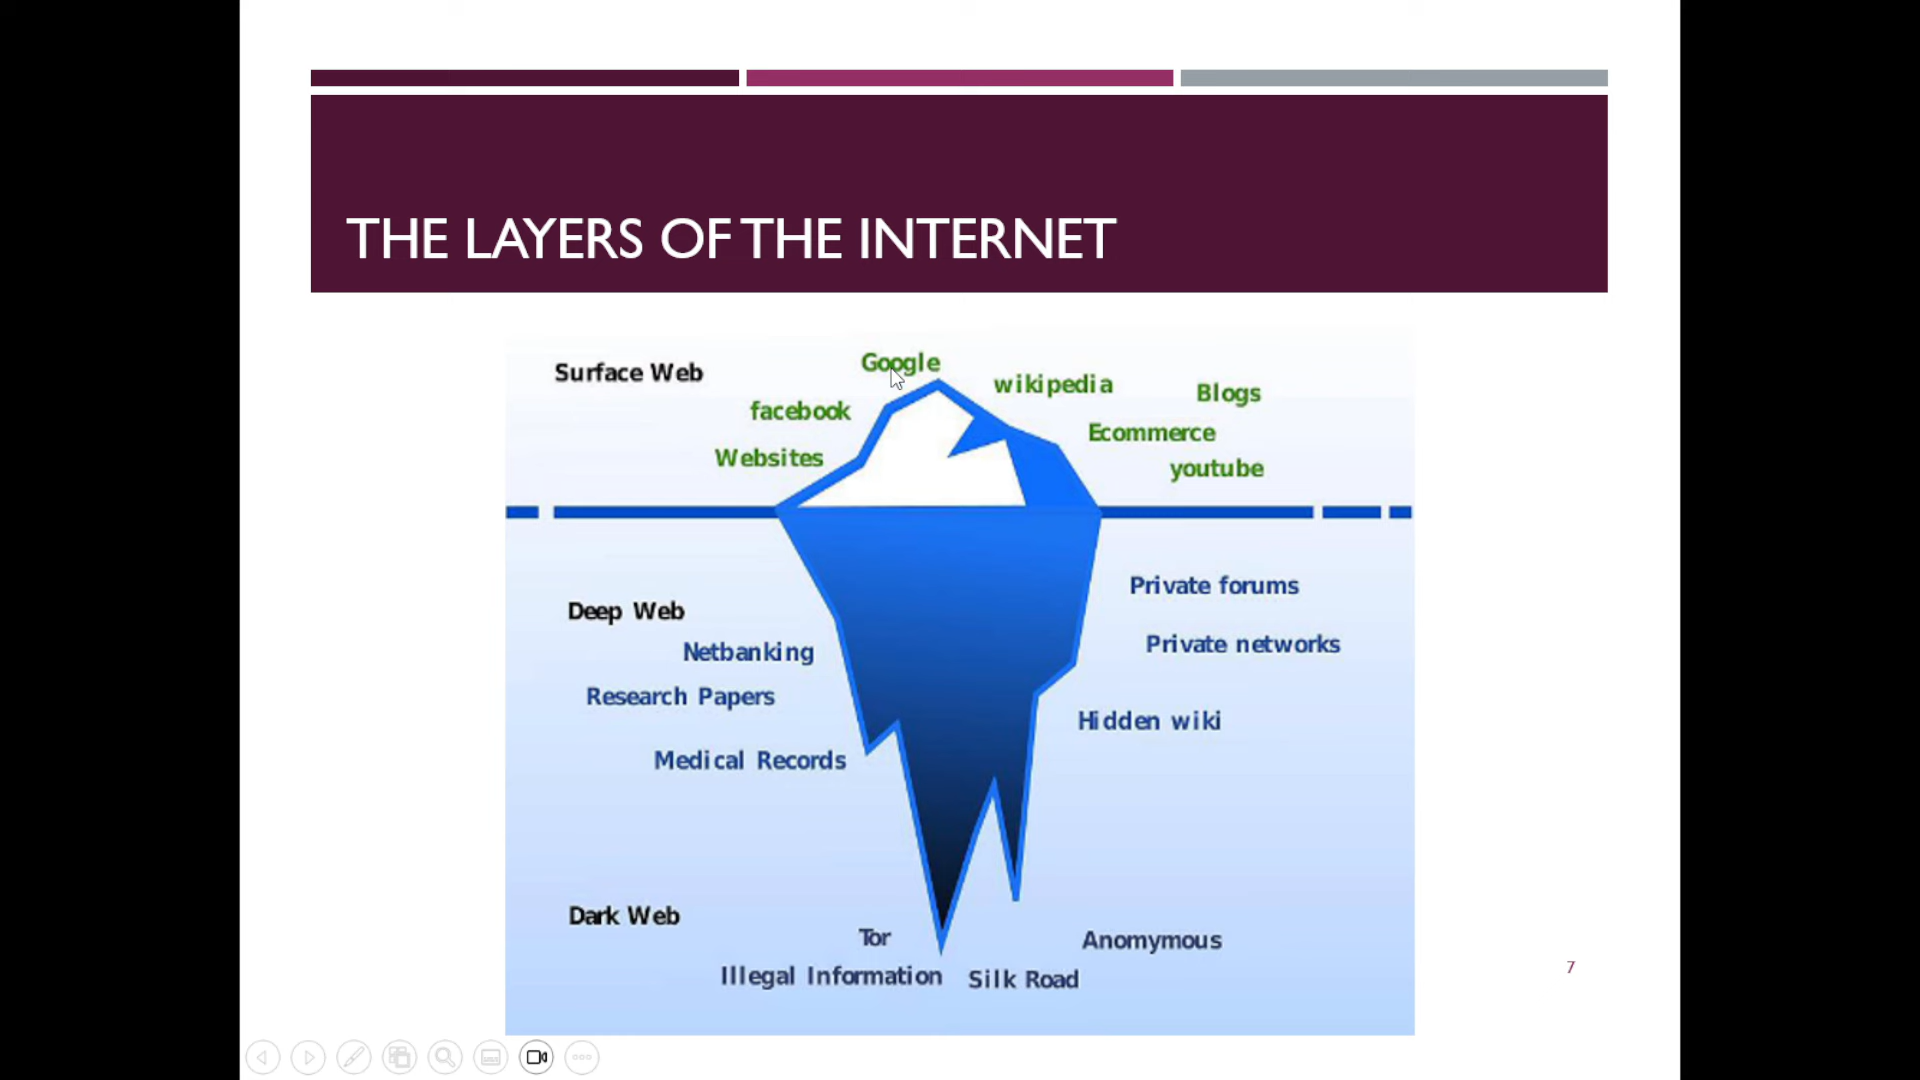 THE LAYERS OF THE INTERNET
Surface Web
Google
wikipedia
Blogs
facebook
Ecommerce
Websites
youtube
Deep Web
Private forums
Netbanking
Private networks
Research Papers
Hidden wiki
Medical Records
Dark Web
Tor
Anomymous
Illegal Information
Silk Road
7